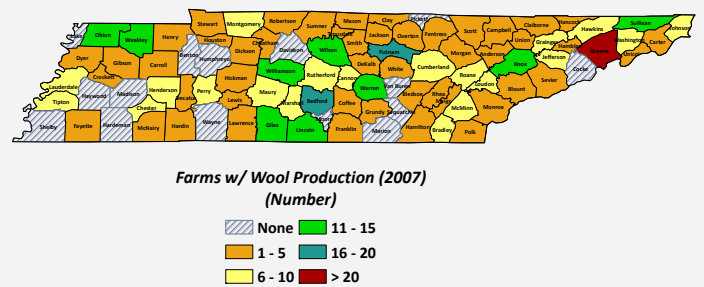 Stewart Montgomery Robertson Sumner Macon Clay Pickett Scott Campbell Claiborne Hancock Hawkins Sullivan Johnson
Lake Obion Weakley Henry Houston Cheatham Davidson Wilson Trousdale Smith Jackson Overton Fentress Morgan Anderson Union Grainger Hamblen Greene Washington Unicoi Carter
Dyer Gibson Carroll Benton Humphreys Dickson Williamson Rutherford Cannon DeKalb Putnam White Cumberland Roane Knox Jefferson Cocke
Lauderdale Crockett Haywood Madison Henderson Decatur Perry Hickman Lewis Maury Marshall Bedford Coffee Warren Van Buren Bledsoe Rhea Meigs Loudon Blount Sevier
Tipton Shelby Fayette Hardeman Chester McNairy Hardin Wayne Lawrence Giles Lincoln Moore Franklin Grundy Sequatchie Marion Hamilton Bradley McMinn Polk Monroe
Farms w/ Wool Production (2007)
(Number)
None 11 - 15
1 - 5 16 - 20
6 - 10 > 20